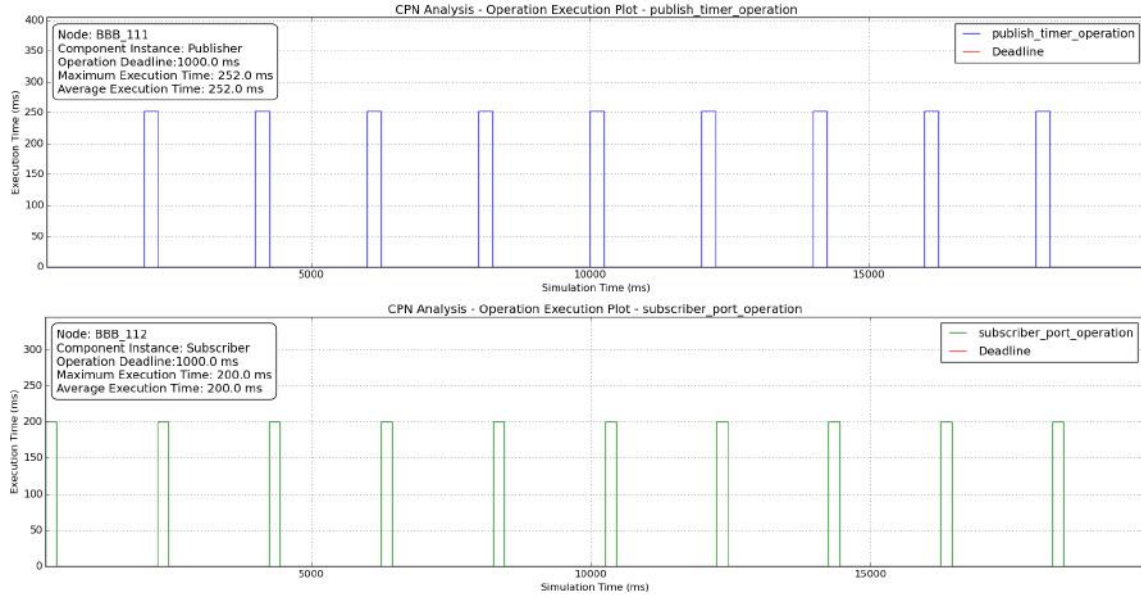 CPN Analysis - Operation Execution Plot - publish_timer_operation
400
350
300
250
200
150
100
50
0
Execution Time (ms)
Node: BBB_111
Component Instance: Publisher
Operation Deadline:1000.0 ms
Maximum Execution Time: 252.0 ms
Average Execution Time: 252.0 ms
publish_timer_operation
Deadline
5000
10000
15000
Simulation Time (ms)
CPN Analysis - Operation Execution Plot - subscriber_port_operation
300
250
200
150
100
50
0
Execution Time (ms)
Node: BBB_112
Component Instance: Subscriber
Operation Deadline:1000.0 ms
Maximum Execution Time: 200.0 ms
Average Execution Time: 200.0 ms
subscriber_port_operation
Deadline
5000
10000
15000
Simulation Time (ms)